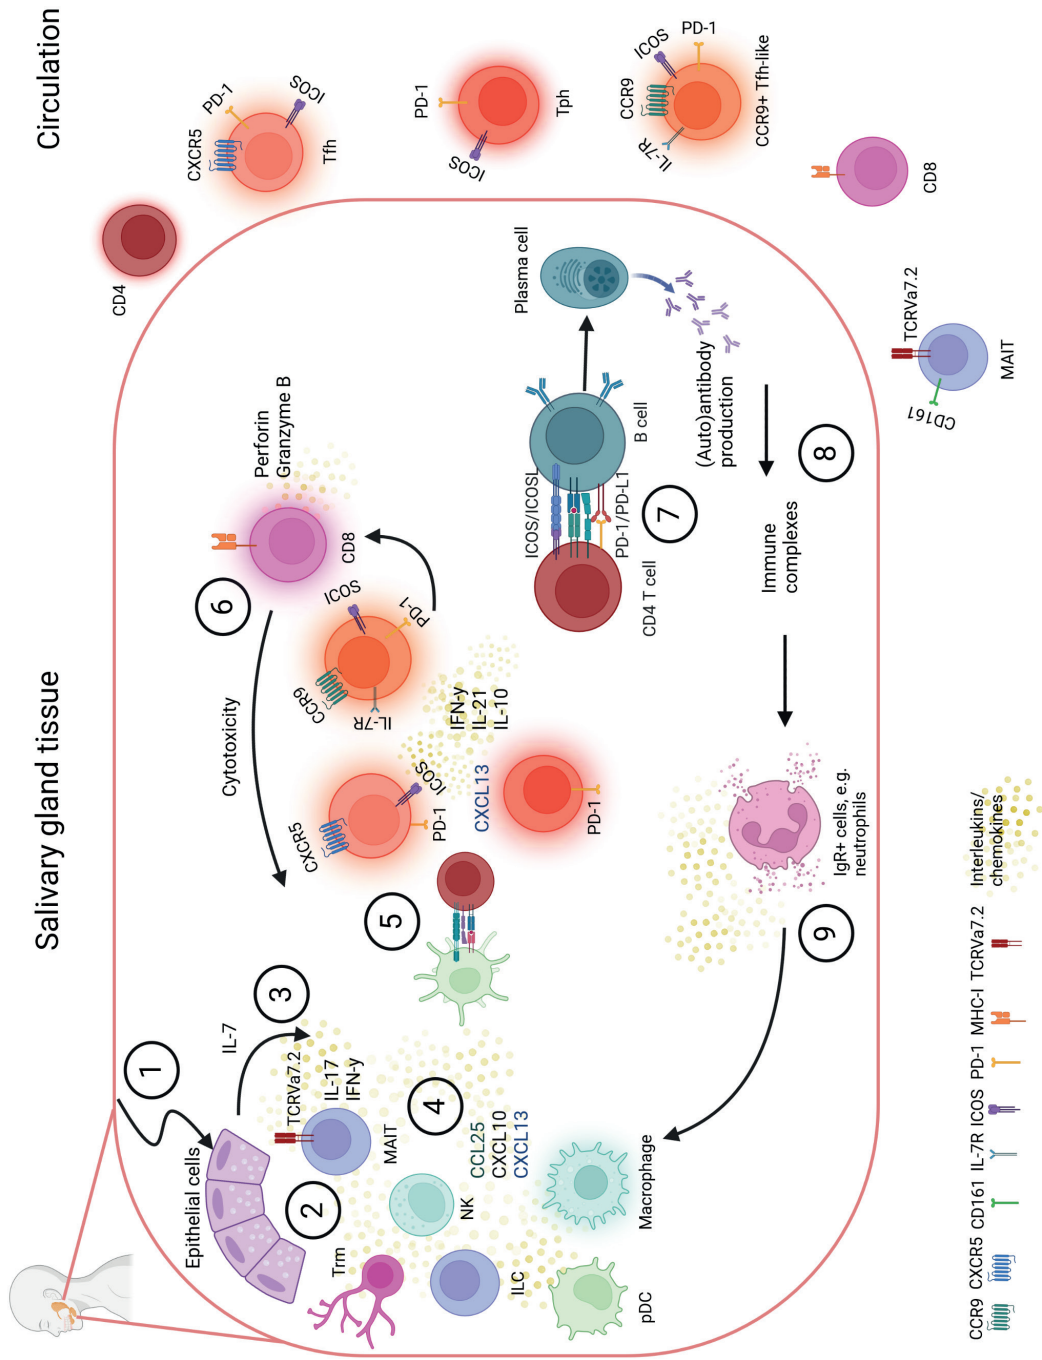 Salivary gland tissue
Circulation
1
Epithelial cells
2
IL-7
3
TCRVa7.2
IL-17
IFN-y
MAIT
Trm
NK
ILC
pDC
Macrophage
4
CCL25
CXCL10
CXCL13
5
Cytotoxicity
6
CXCR5
ICOS
PD-1
CXCL13
PD-1
IFN-y
IL-21
IL-10
CCR9
IL-7R
ICOS
PD-1
CD8
Perforin
Granzyme B
CD4 T cell
ICOS/ICOSL
PD-1/PD-L1
B cell
7
Plasma cell
(Auto)antibody
production
8
Immune
complexes
IgR+ cells, e.g.
neutrophils
9
CD4
CXCR5
PD-1
ICOS
Tfh
PD-1
ICOS
Tph
CCR9
ICOS
PD-1
IL-7R
CCR9+ Tfh-like
CD8
TCRVa7.2
CD161
MAIT
CCR9 CXCR5 CD161 IL-7R ICOS PD-1 MHC-I TCRVa7.2
Interleukins/
chemokines